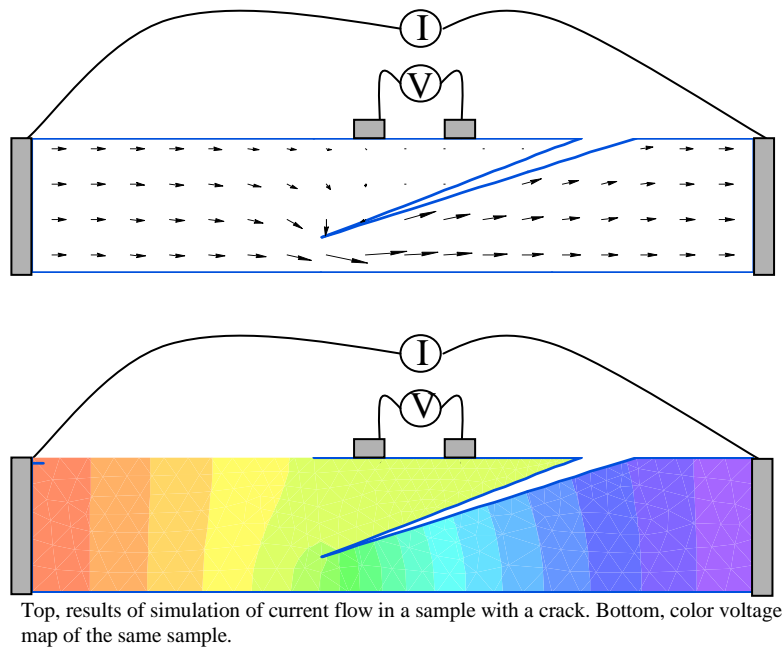 I
V
I
V
Top, results of simulation of current flow in a sample with a crack. Bottom, color voltage
map of the same sample.